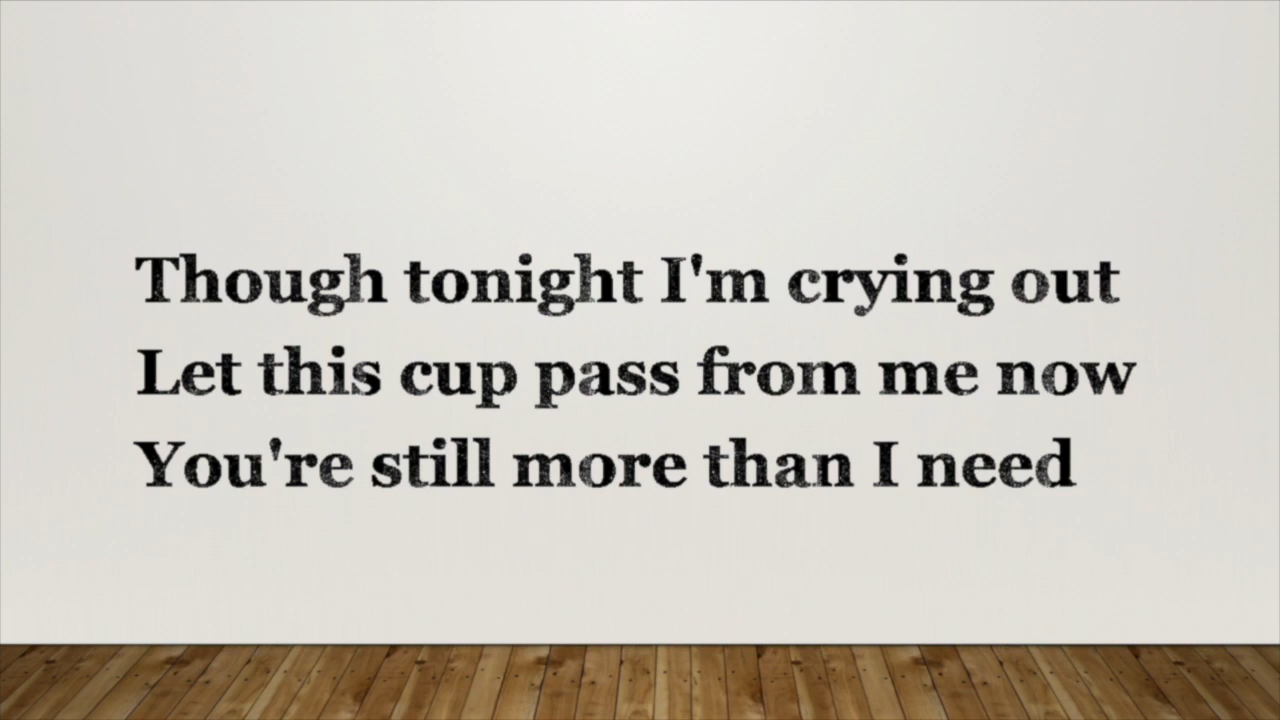 Though tonight I'm crying out
Let this cup pass from me now
You're still more than I need